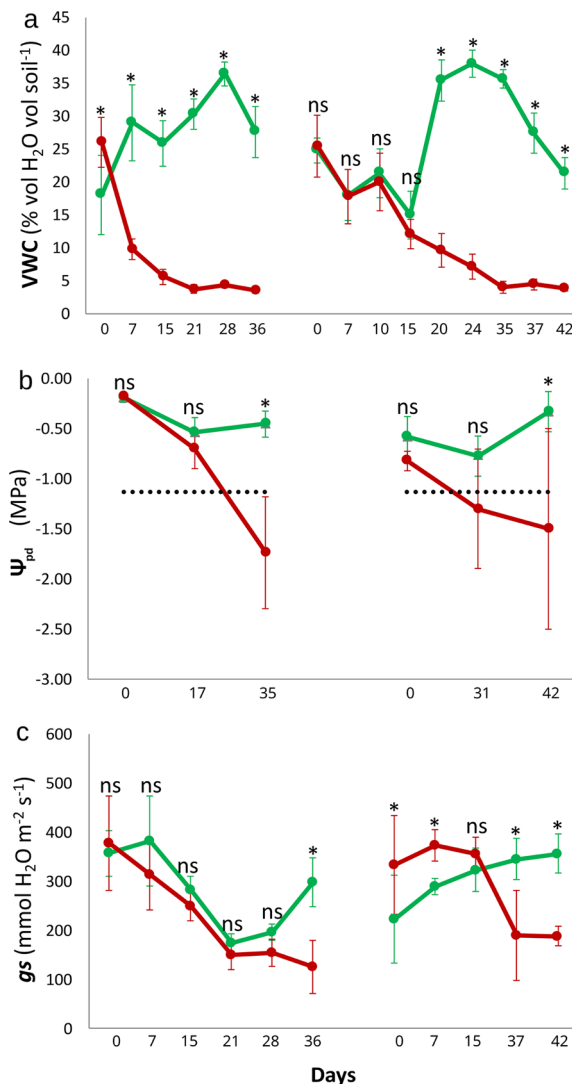 a
VWC (% vol H₂O vol soil⁻¹)
45
40
35
30
25
20
15
10
5
0
* * * * * *
ns ns ns ns * * * * *
0 7 15 21 28 36 0 7 10 15 20 24 35 37 42
b
Ψpd (MPa)
0.00
-0.50
-1.00
-1.50
-2.00
-2.50
-3.00
ns ns * ns ns *
0 17 35 0 31 42
c
gs (mmol H₂O m⁻² s⁻¹)
600
500
400
300
200
100
0
ns ns ns ns ns * * * ns * *
0 7 15 21 28 36 0 7 15 37 42
Days